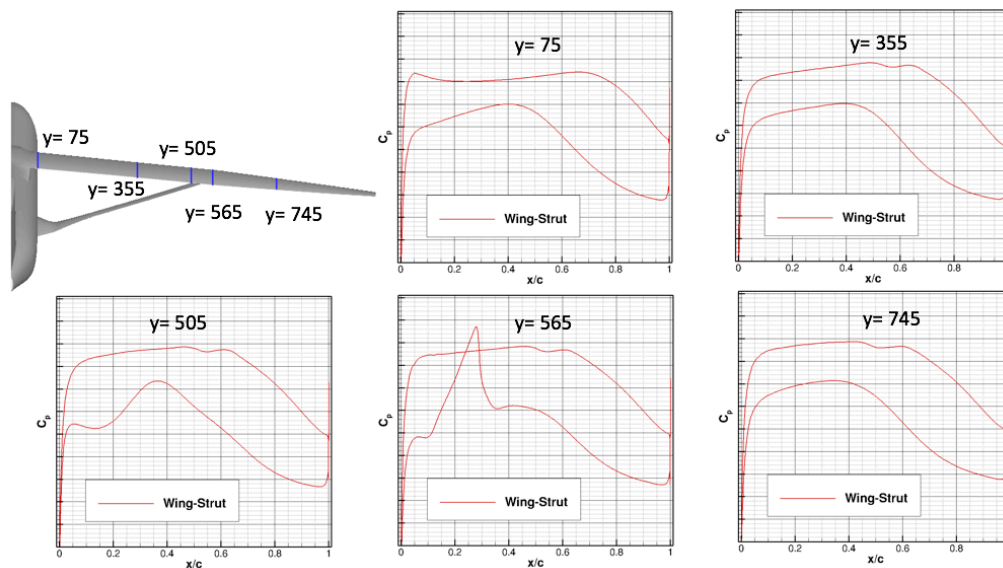 y= 75
y= 505
y= 355
y= 565
y= 745
y= 75
Cp
Wing-Strut
0 0.2 0.4 0.6 0.8 1
x/c
y= 355
Cp
Wing-Strut
0 0.2 0.4 0.6 0.8
x/c
y= 505
Cp
Wing-Strut
0 0.2 0.4 0.6 0.8 1
x/c
y= 565
Cp
Wing-Strut
0 0.2 0.4 0.6 0.8 1
x/c
y= 745
Cp
Wing-Strut
0 0.2 0.4 0.6 0.8
x/c